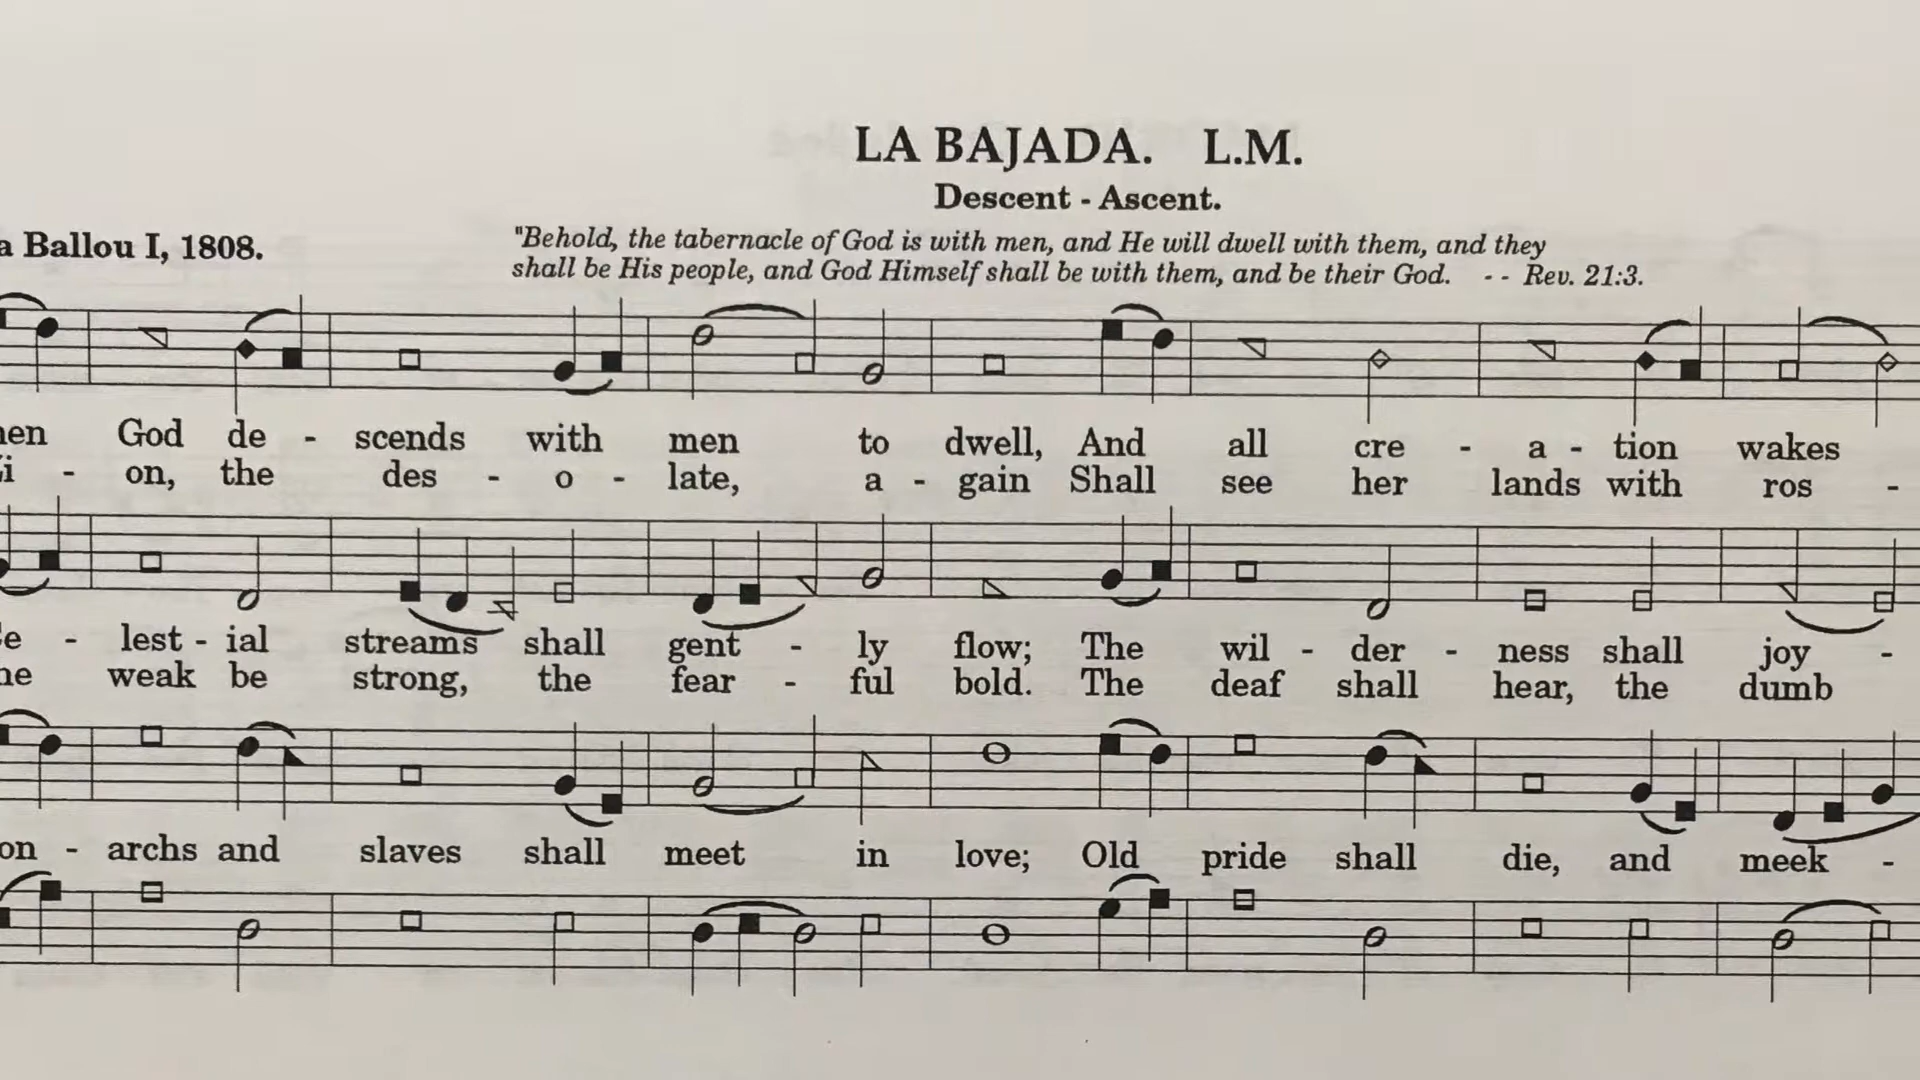 LA BAJADA. L.M.
Descent - Ascent.
Ballou I, 1808.
"Behold, the tabernacle of God is with men, and He will dwell with them, and they
shall be His people, and God Himself shall be with them, and be their God. - - Rev. 21:3.
God de - scends with men to dwell, And all cre - a - tion wakes
- on, the des - o - late, a - gain Shall see her lands with ros -
- lest - ial streams shall gent - ly flow; The wil - der - ness shall joy -
weak be strong, the fear - ful bold. The deaf shall hear, the dumb
on - archs and slaves shall meet in love; Old pride shall die, and meek -